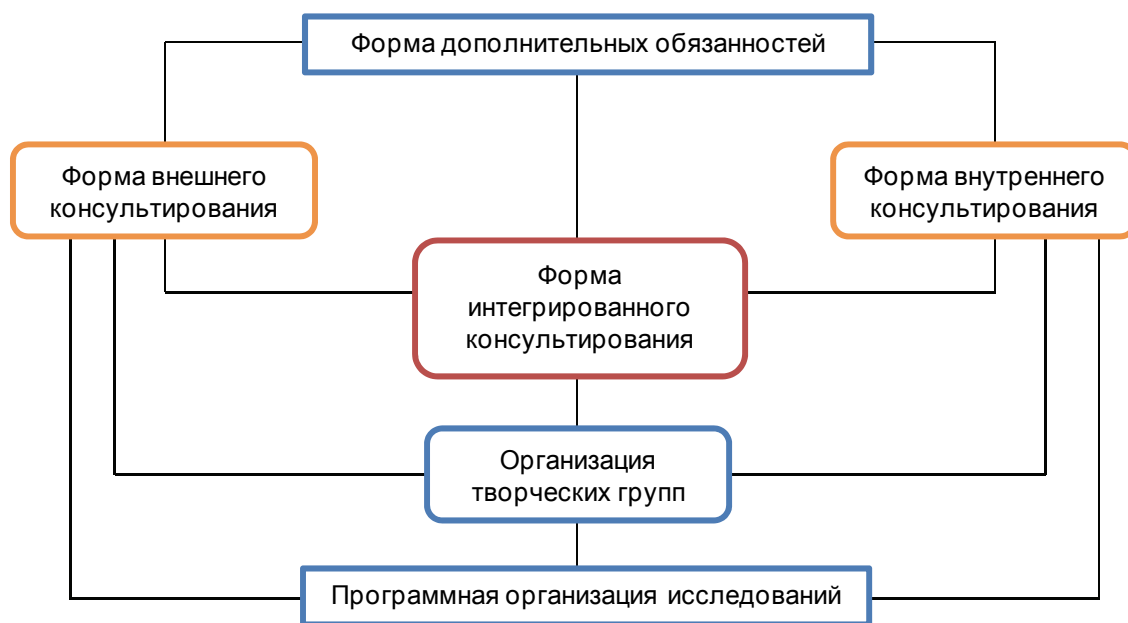 Форма дополнительных обязанностей
Форма внешнего
консультирования
Форма внутреннего
консультирования
Форма
интегрированного
консультирования
Организация
творческих групп
Программная организация исследований